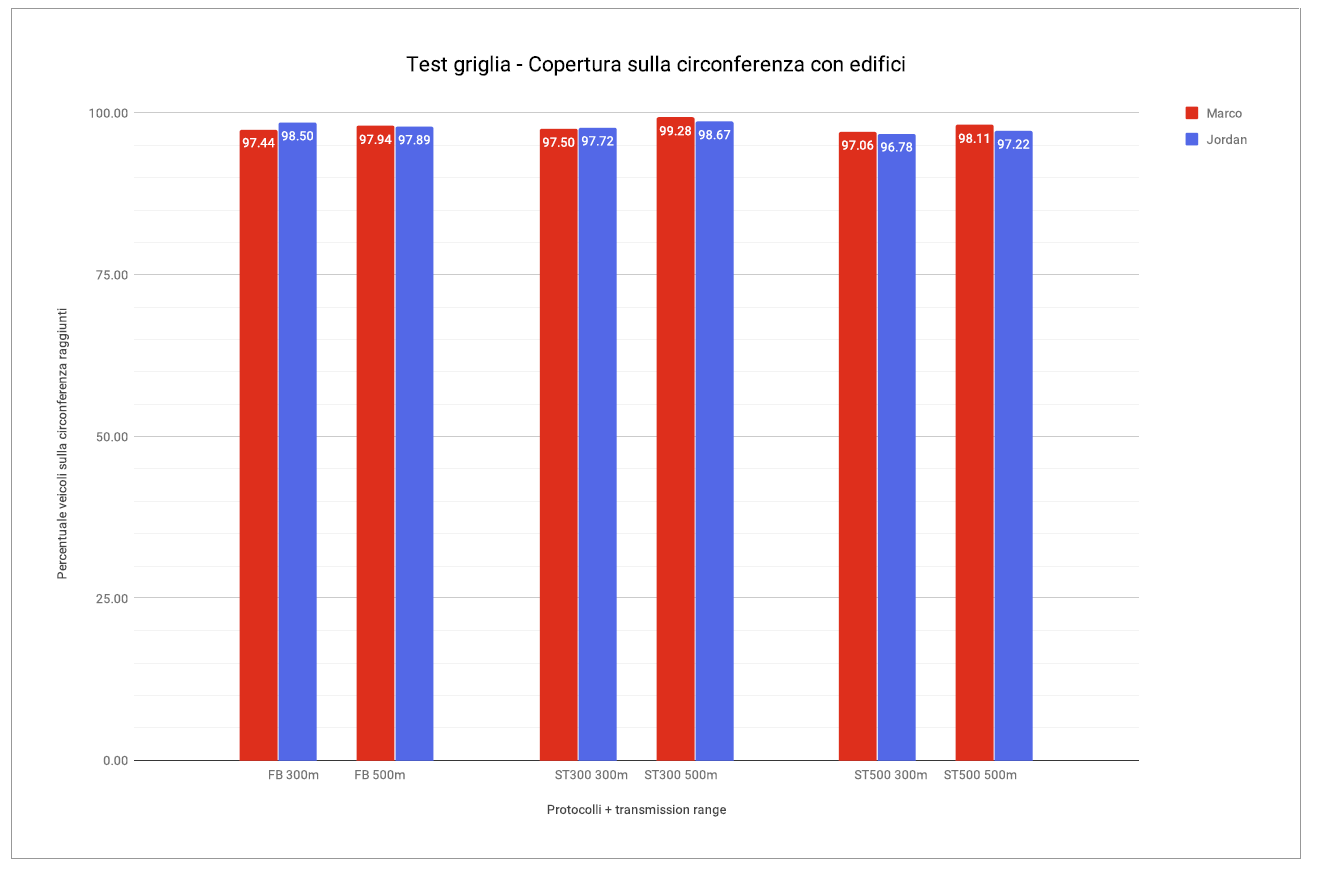 Test griglia - Copertura sulla circonferenza con edifici
Marco
Jordan
Percentuale veicoli sulla circonferenza raggiunti
100.00
75.00
50.00
25.00
0.00
97.44 98.50 97.94 97.89 97.50 97.72 99.28 98.67 97.06 96.78 98.11 97.22
FB 300m FB 500m ST300 300m ST300 500m ST500 300m ST500 500m
Protocolli + transmission range